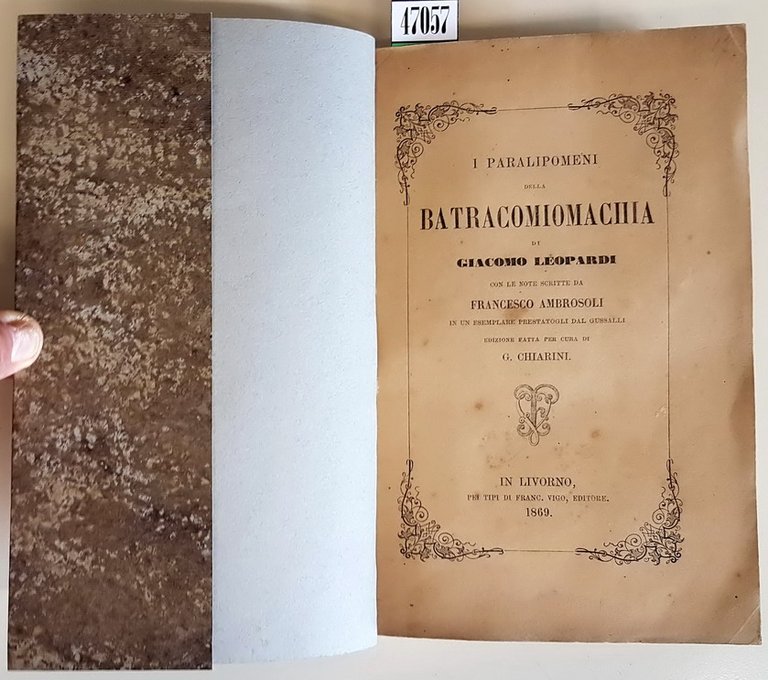 47057
I PARALIPOMENI
DELLA
BATRACOMIOMACHIA
DI
GIACOMO LEOPARDI
CON LE NOTE SCRITTE DA
FRANCESCO AMBROSOLI
IN UN ESEMPLARE PRESTATOGLI DAL GUSSALLI
EDIZIONE FATTA PER CURA DI
G. CHIARINI.
IN LIVORNO,
PEI TIPI DI FRANC. VIGO, EDITORE.
1869.